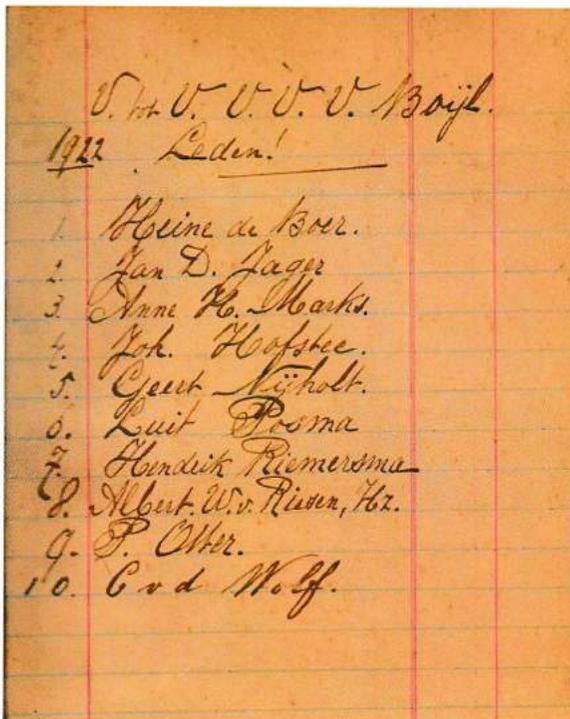 V. tot V. V. V. V. Boijl.
1922 Leden!
1. Heine de Boer.
2. Jan D. Jager
3. Anne H. Marks.
4. Joh. Hofstee.
5. Geert Nijholt.
6. Luit Posma
7. Hendrik Riemersma
8. Albert. W. v. Riesen, Hz.
9. P. Otter.
10. C v d Wolf.